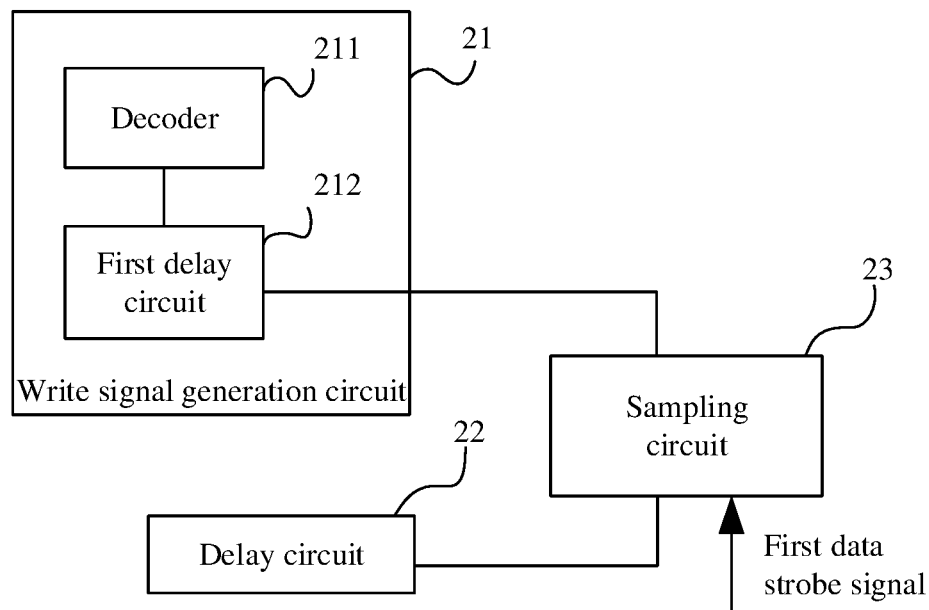 211
21
Decoder
212
First delay
circuit
23
Write signal generation circuit
Sampling
circuit
22
Delay circuit
First data
strobe signal